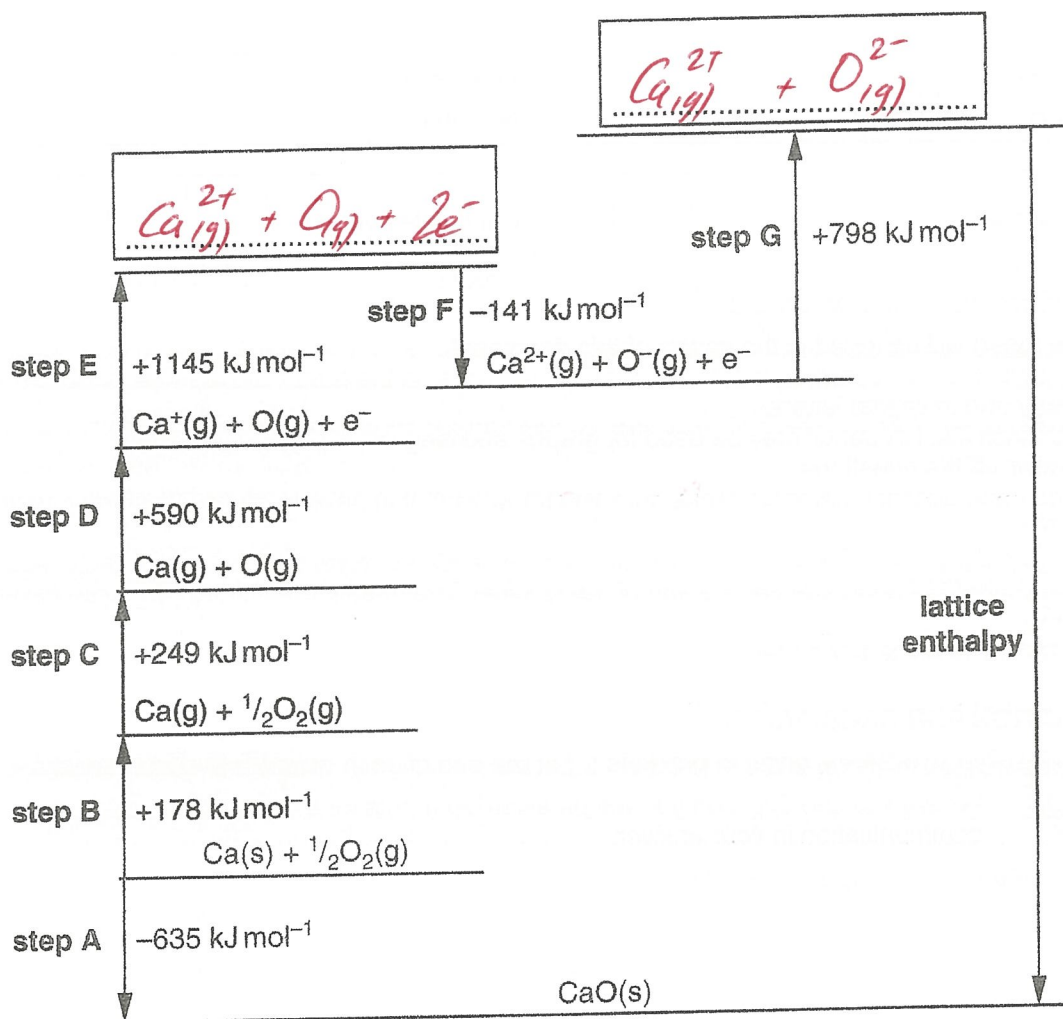 Ca²⁺(g) + O²⁻(g)
Ca²⁺(g) + O(g) + 2e⁻
step G +798 kJ mol⁻¹
step F –141 kJ mol⁻¹
step E +1145 kJ mol⁻¹
Ca²⁺(g) + O⁻(g) + e⁻
Ca⁺(g) + O(g) + e⁻
step D +590 kJ mol⁻¹
Ca(g) + O(g)
lattice
enthalpy
step C +249 kJ mol⁻¹
Ca(g) + ¹/₂O₂(g)
step B +178 kJ mol⁻¹
Ca(s) + ¹/₂O₂(g)
step A –635 kJ mol⁻¹
CaO(s)